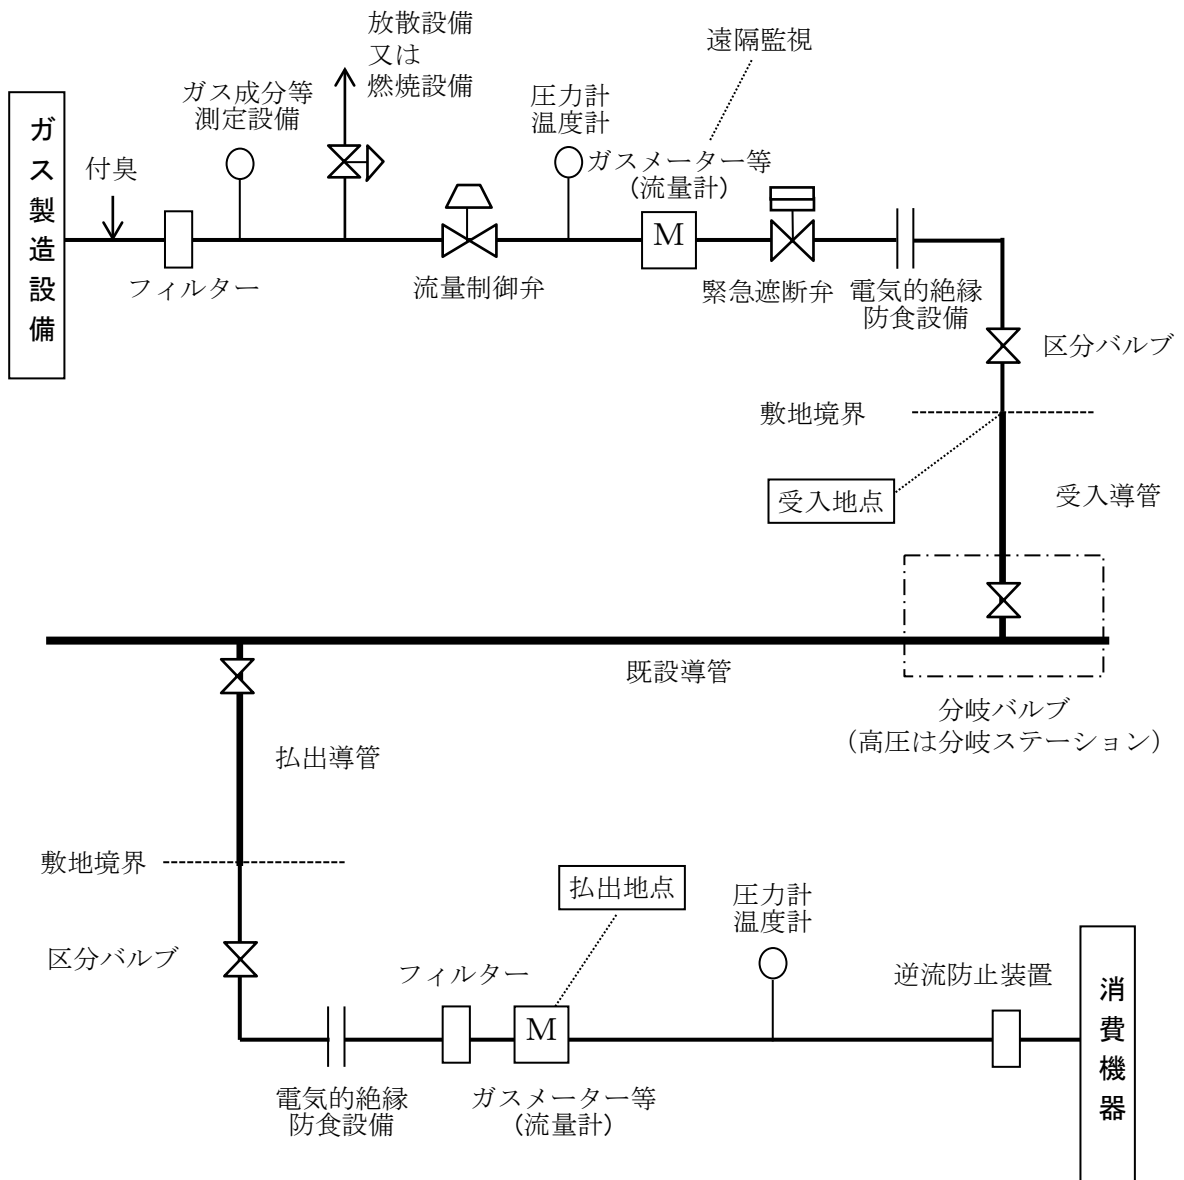 放散設備
又は
燃焼設備
遠隔監視
ガス成分等
測定設備
圧力計
温度計
ガス製造設備
付臭
ガスメーター等
(流量計)
M
フィルター
流量制御弁
緊急遮断弁
電気的絶縁
防食設備
区分バルブ
敷地境界
受入地点
受入導管
既設導管
分岐バルブ
(高圧は分岐ステーション)
払出導管
敷地境界
払出地点
圧力計
温度計
区分バルブ
フィルター
逆流防止装置
M
消費機器
電気的絶縁
防食設備
ガスメーター等
(流量計)